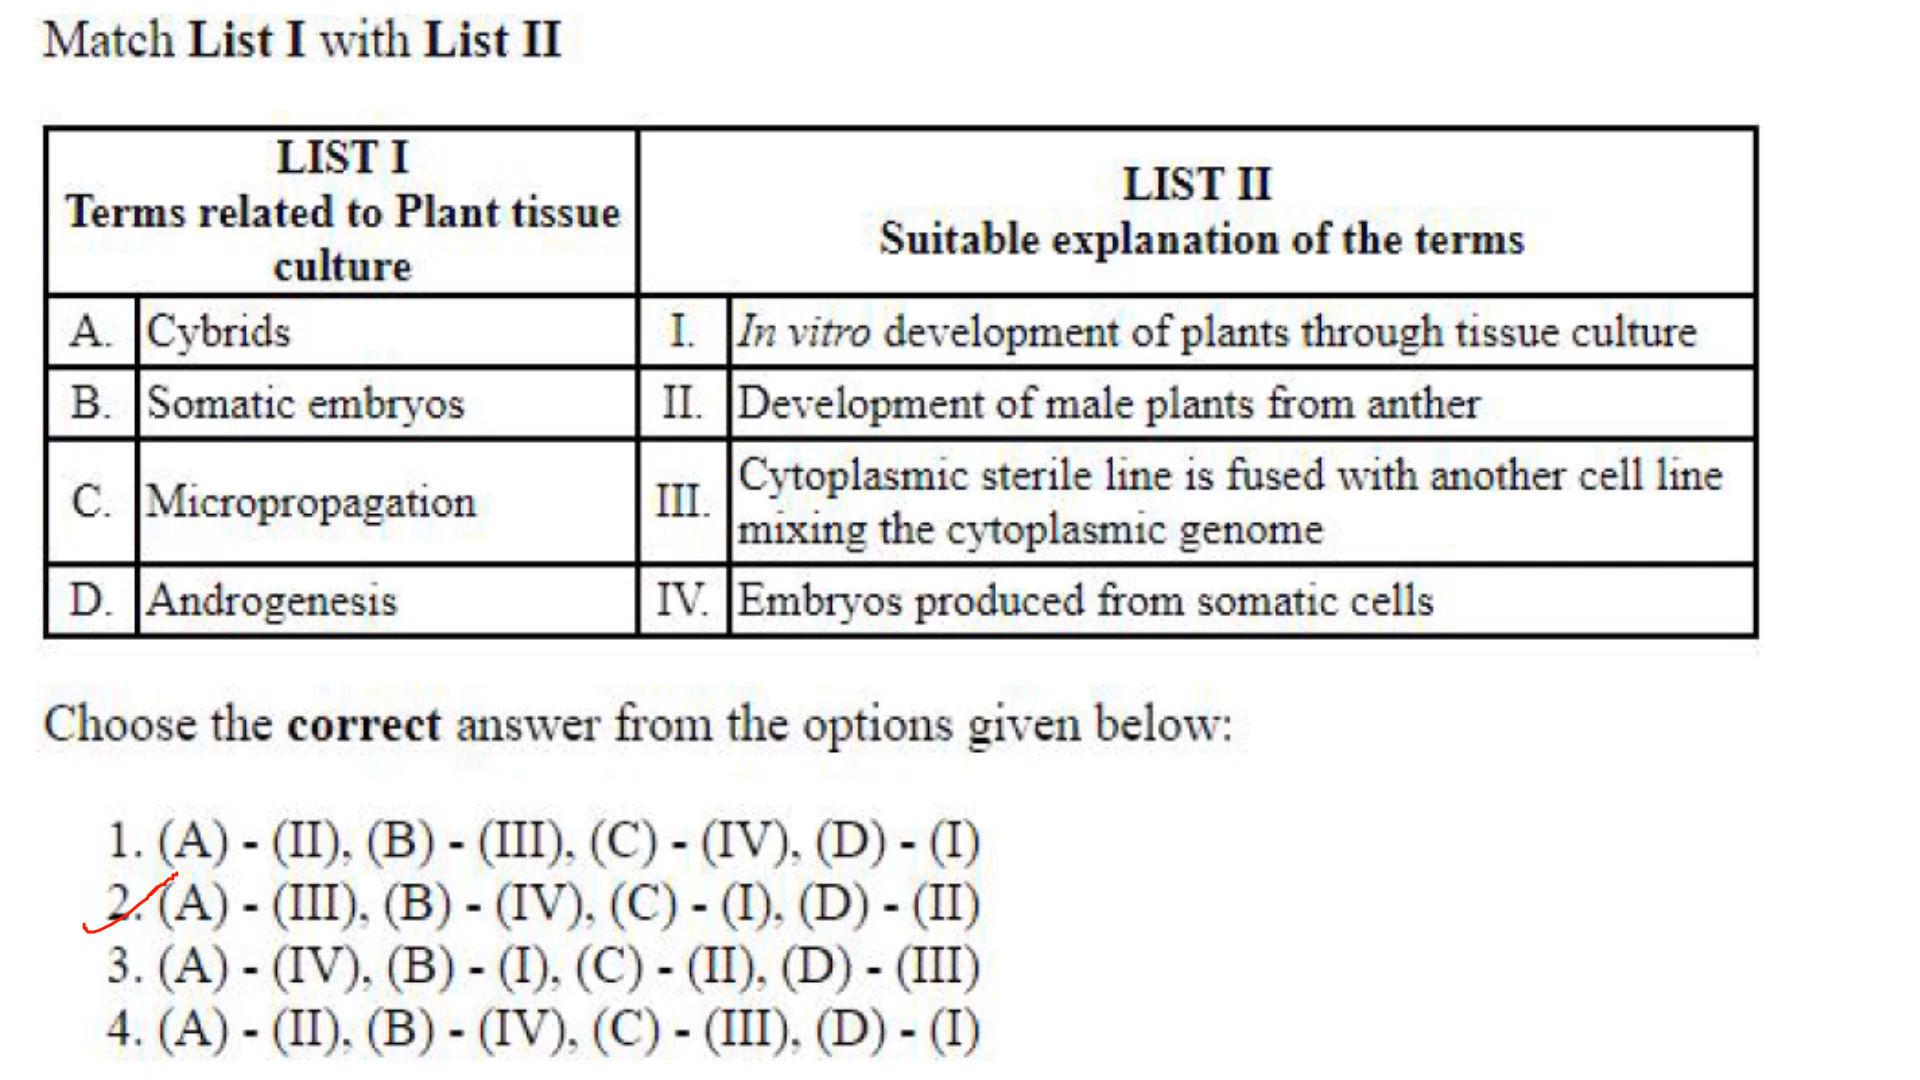 Match List I with List II
LIST I
Terms related to Plant tissue
culture
LIST II
Suitable explanation of the terms
A. Cybrids I. In vitro development of plants through tissue culture
B. Somatic embryos II. Development of male plants from anther
C. Micropropagation III. Cytoplasmic sterile line is fused with another cell line
mixing the cytoplasmic genome
D. Androgenesis IV. Embryos produced from somatic cells
Choose the correct answer from the options given below:
1. (A) - (II), (B) - (III), (C) - (IV), (D) - (I)
2. (A) - (III), (B) - (IV), (C) - (I), (D) - (II)
3. (A) - (IV), (B) - (I), (C) - (II), (D) - (III)
4. (A) - (II), (B) - (IV), (C) - (III), (D) - (I)